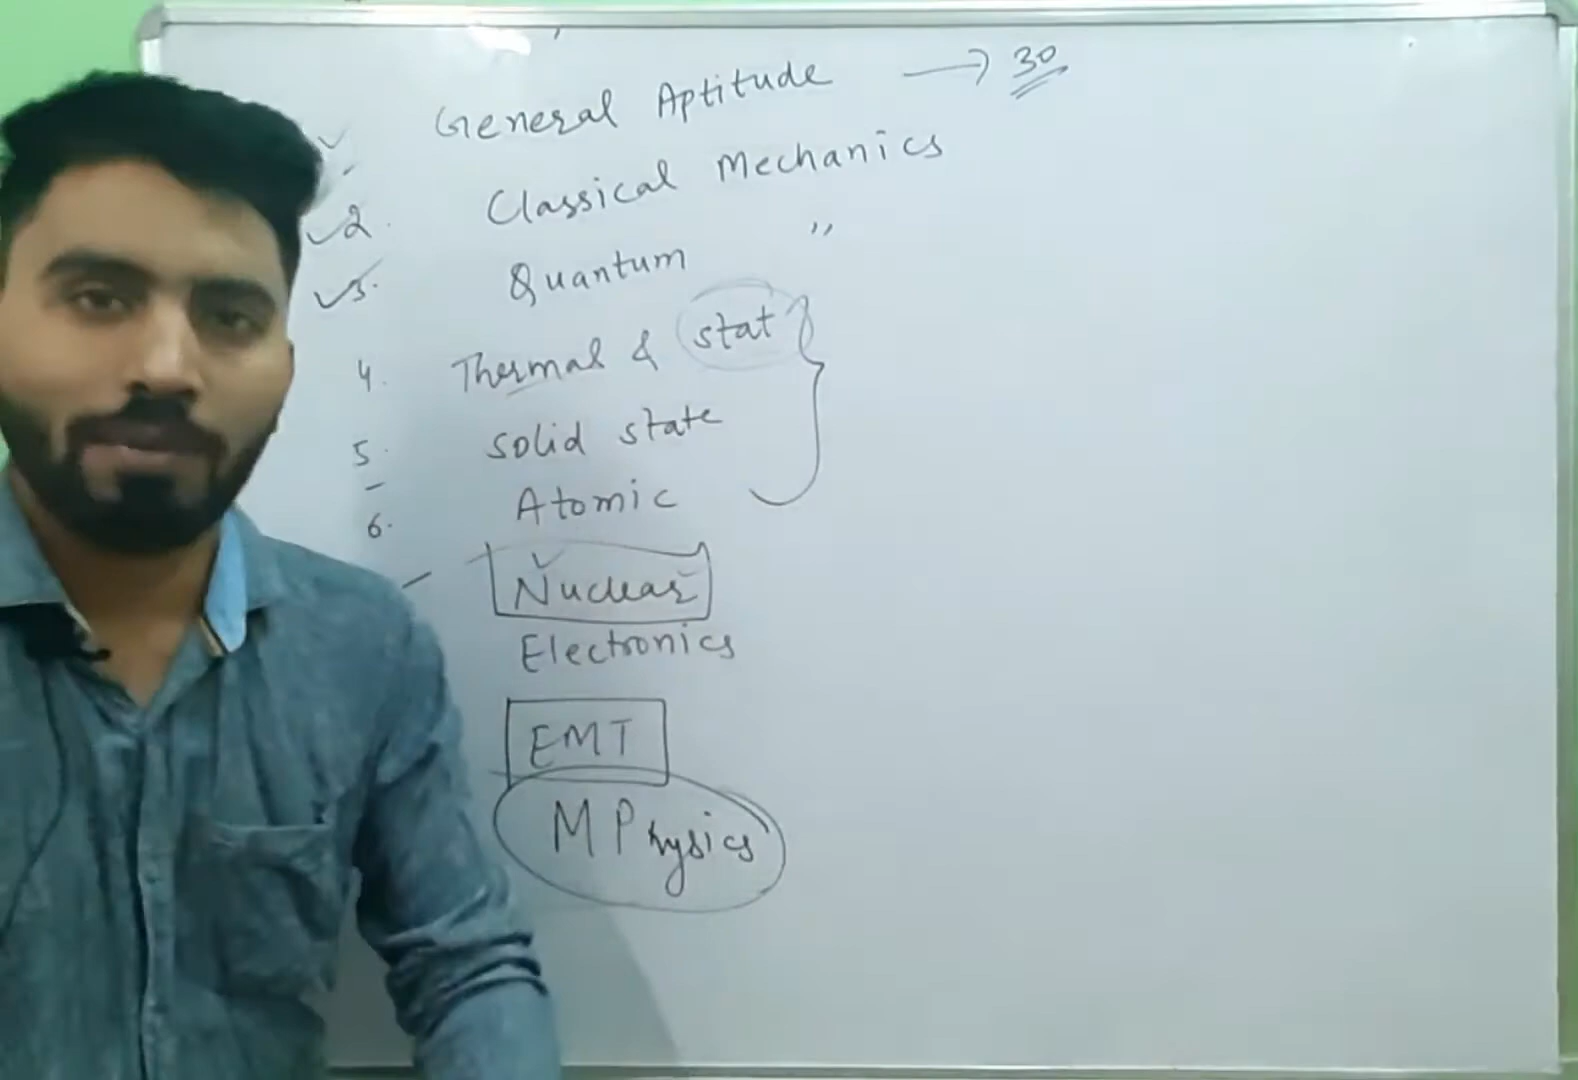 General Aptitude → 30
2. Classical Mechanics
3. Quantum "
4. Thermal & stat
5. solid state
6. Atomic
Nuclear
Electronics
EMT
M Physics